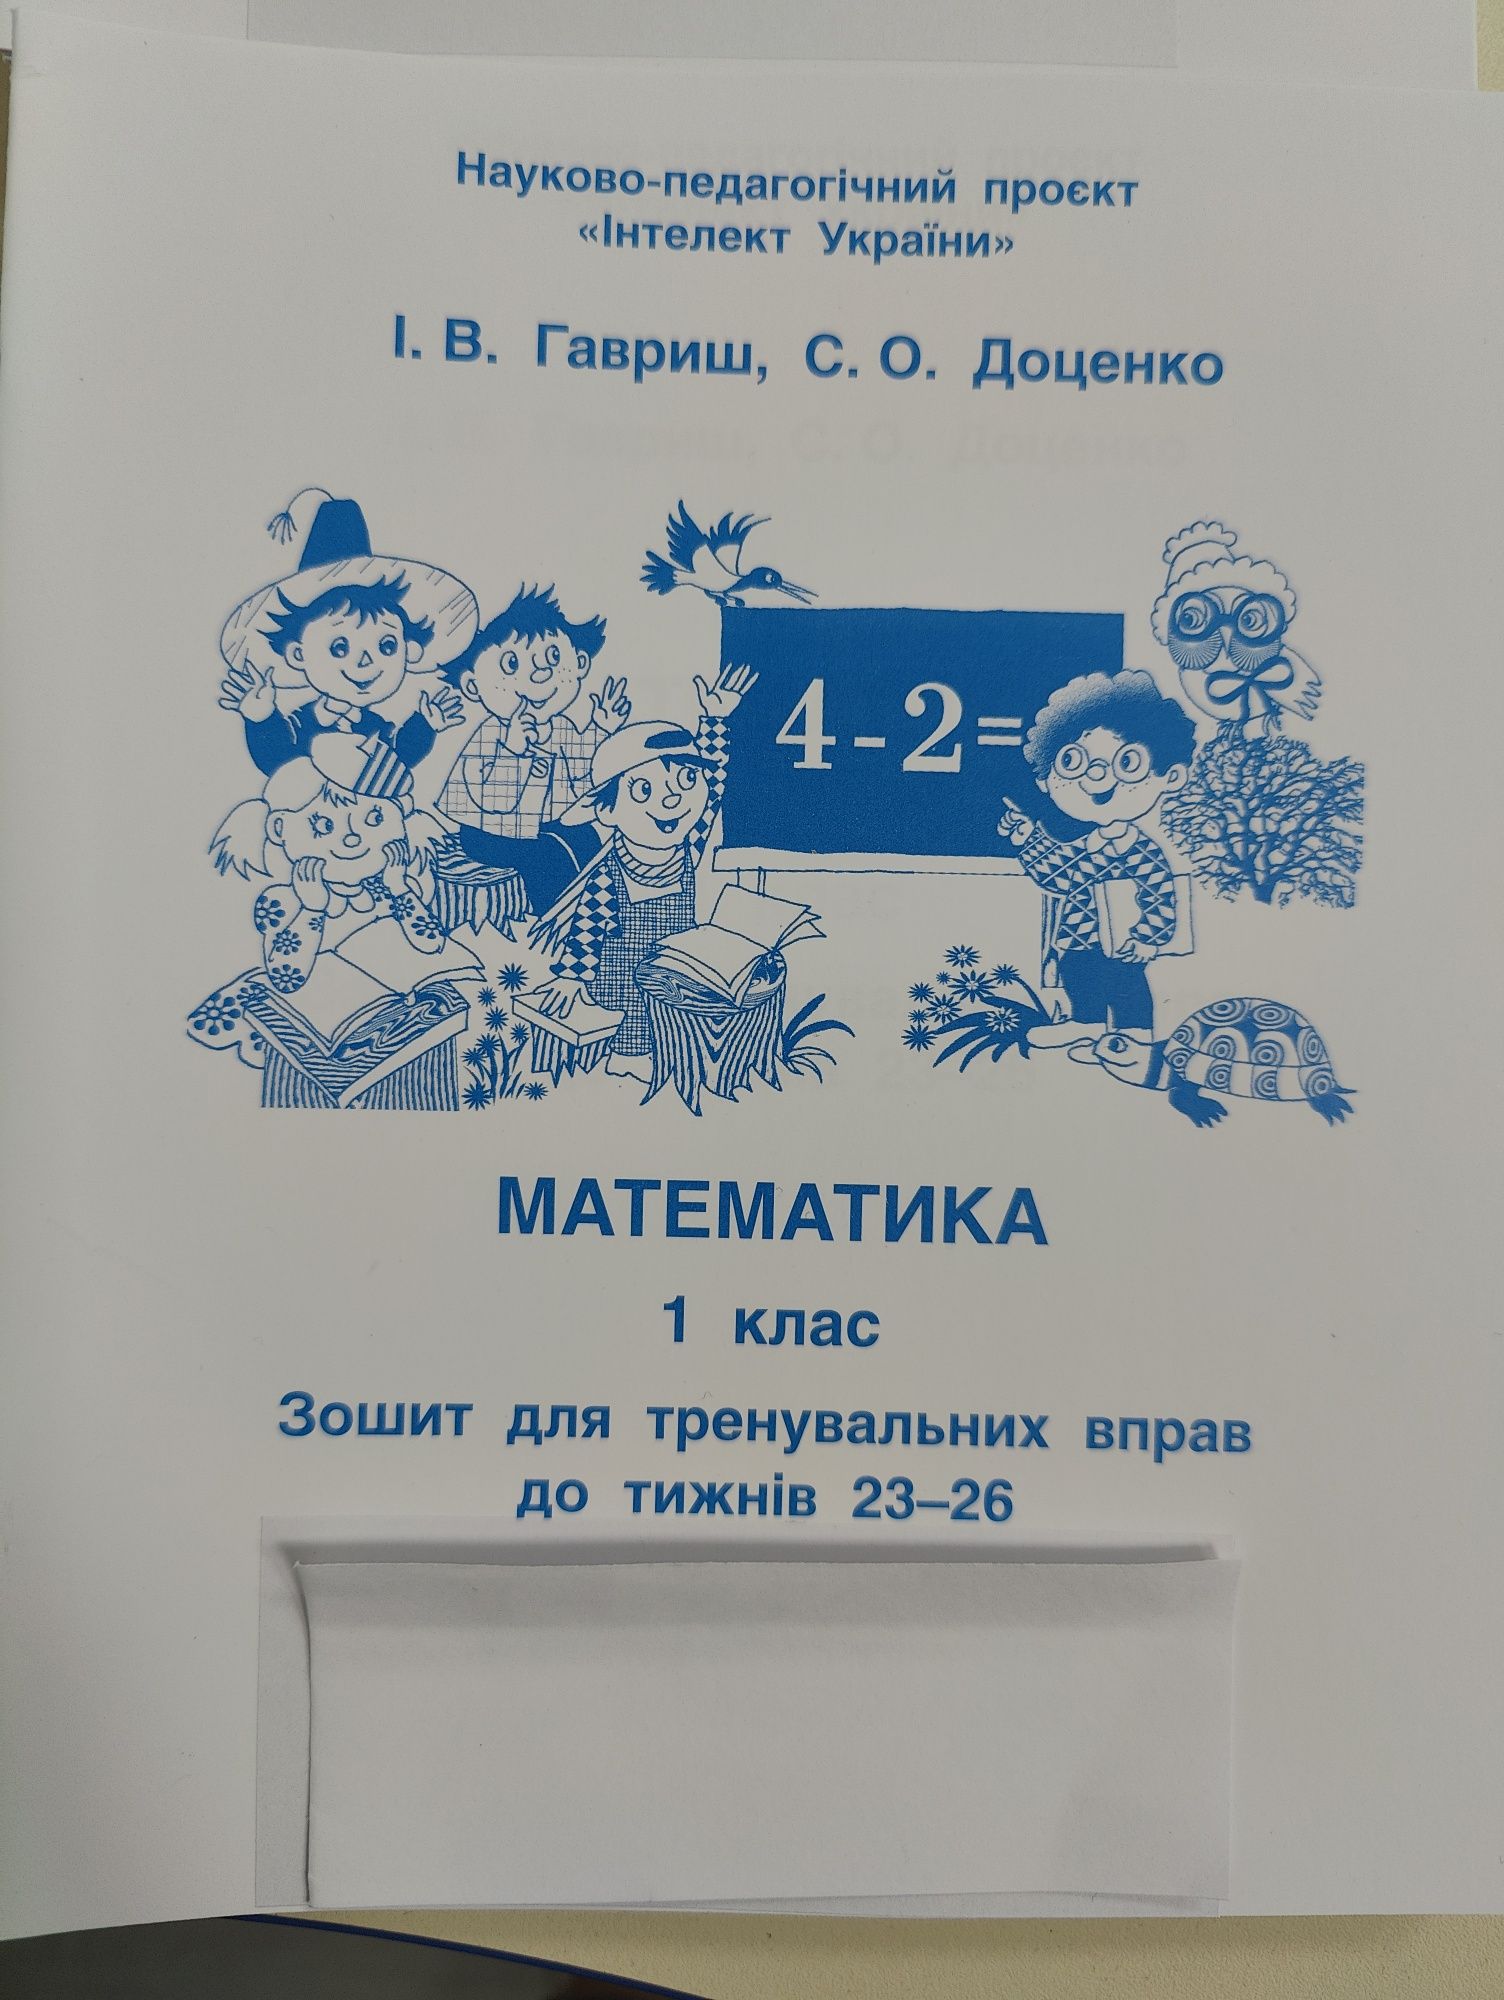 Науково-педагогічний проєкт
«Інтелект України»
І. В. Гавриш, С. О. Доценко
4-2=
МАТЕМАТИКА
1 клас
Зошит для тренувальних вправ
до тижнів 23–26